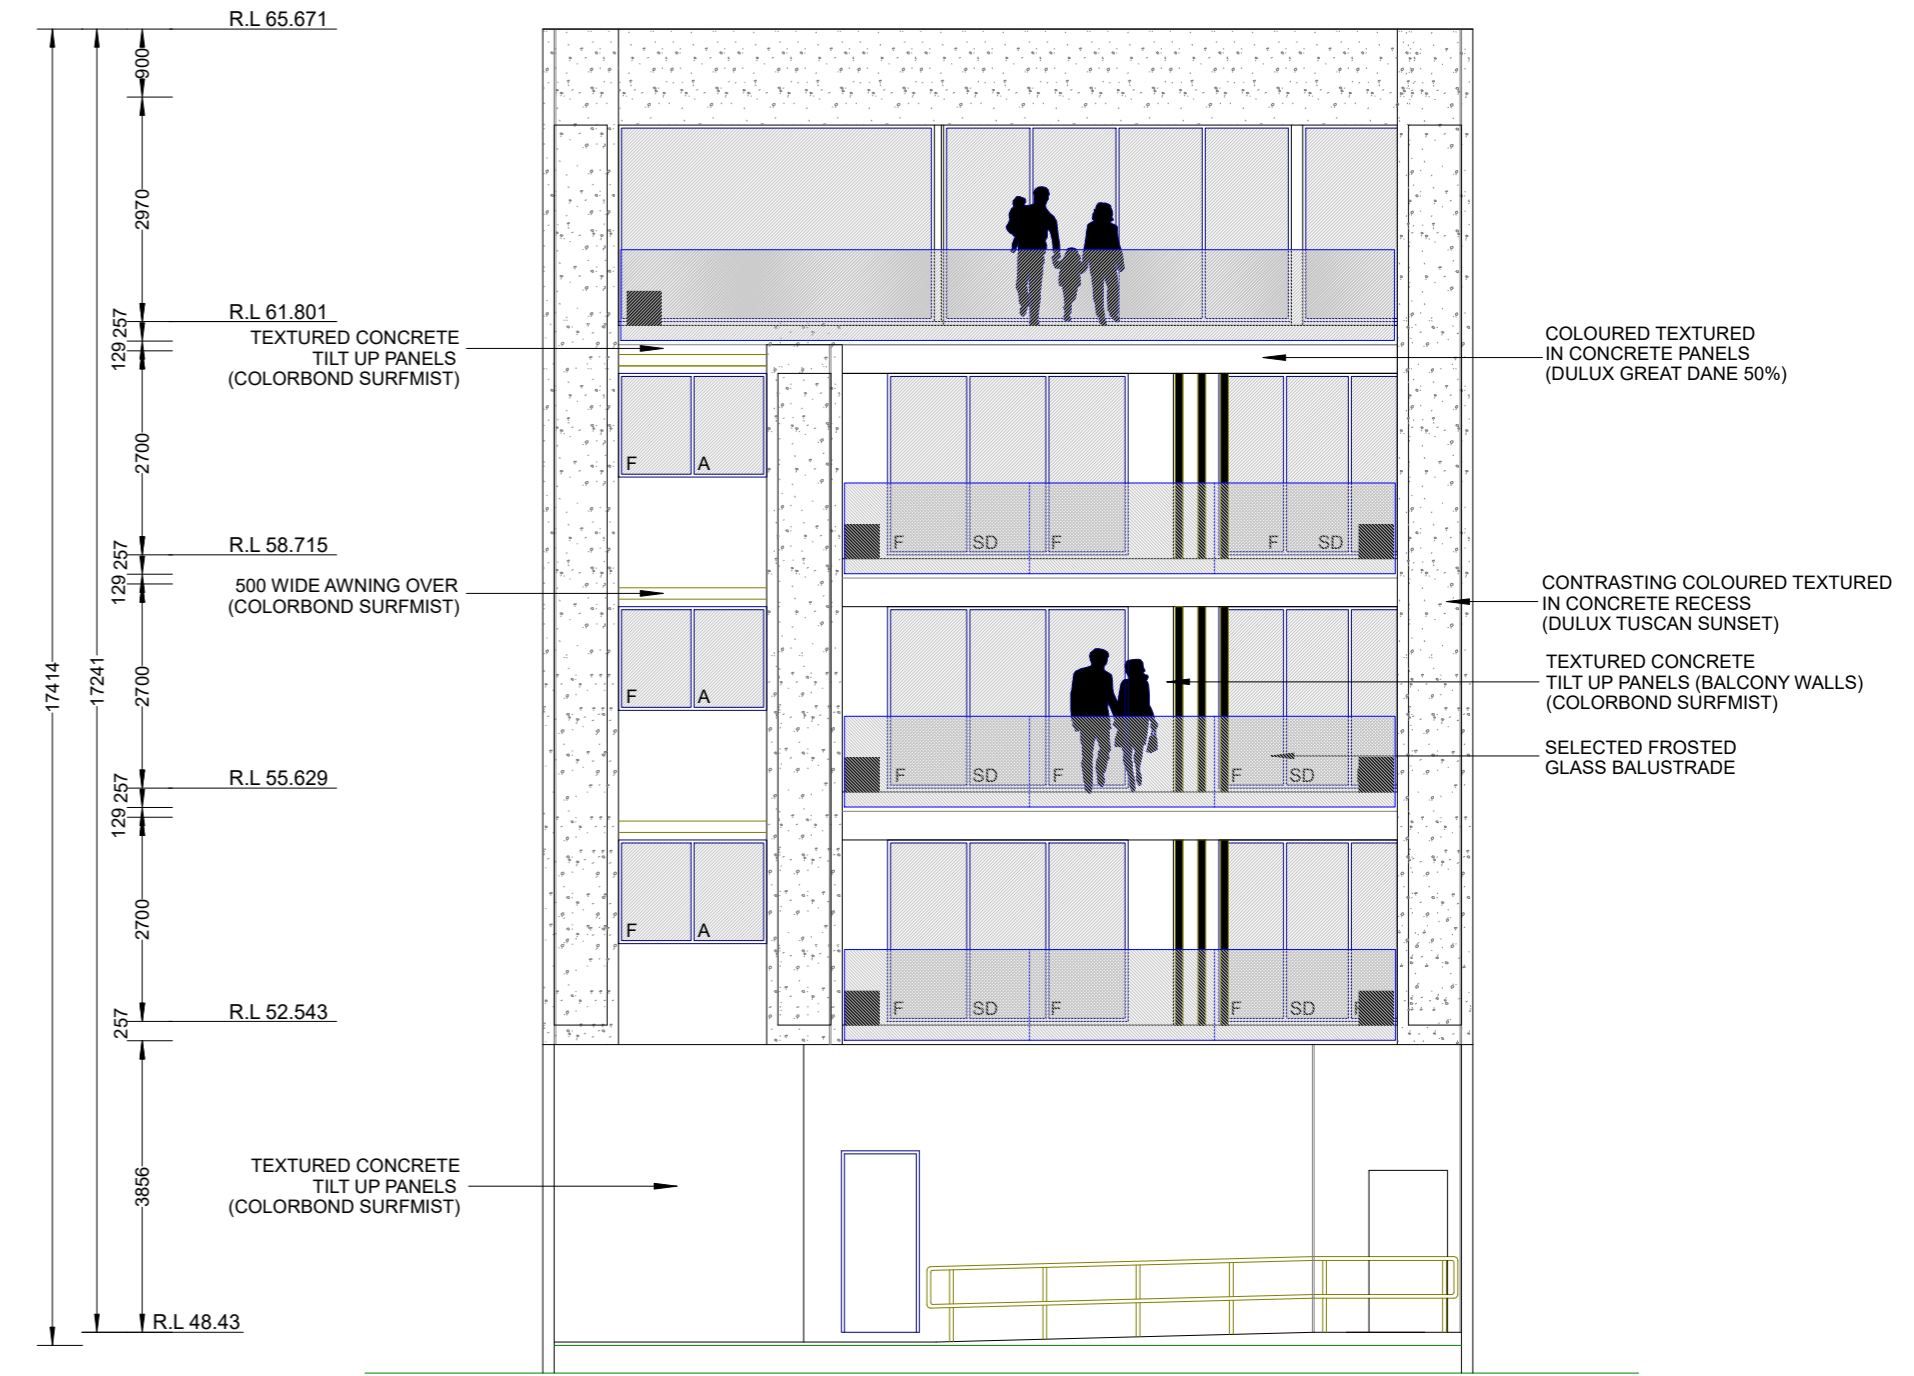 R.L 65.671
900
2970
R.L 61.801
257
129
TEXTURED CONCRETE
TILT UP PANELS
(COLORBOND SURFMIST)
COLOURED TEXTURED
IN CONCRETE PANELS
(DULUX GREAT DANE 50%)
2700
F A
F SD F F SD
R.L 58.715
257
129
500 WIDE AWNING OVER
(COLORBOND SURFMIST)
CONTRASTING COLOURED TEXTURED
IN CONCRETE RECESS
(DULUX TUSCAN SUNSET)
17414
17241
2700
F A
TEXTURED CONCRETE
TILT UP PANELS (BALCONY WALLS)
(COLORBOND SURFMIST)
SELECTED FROSTED
GLASS BALUSTRADE
F SD F F SD
R.L 55.629
257
129
2700
F A
F SD F F SD
R.L 52.543
257
3856
TEXTURED CONCRETE
TILT UP PANELS
(COLORBOND SURFMIST)
R.L 48.43